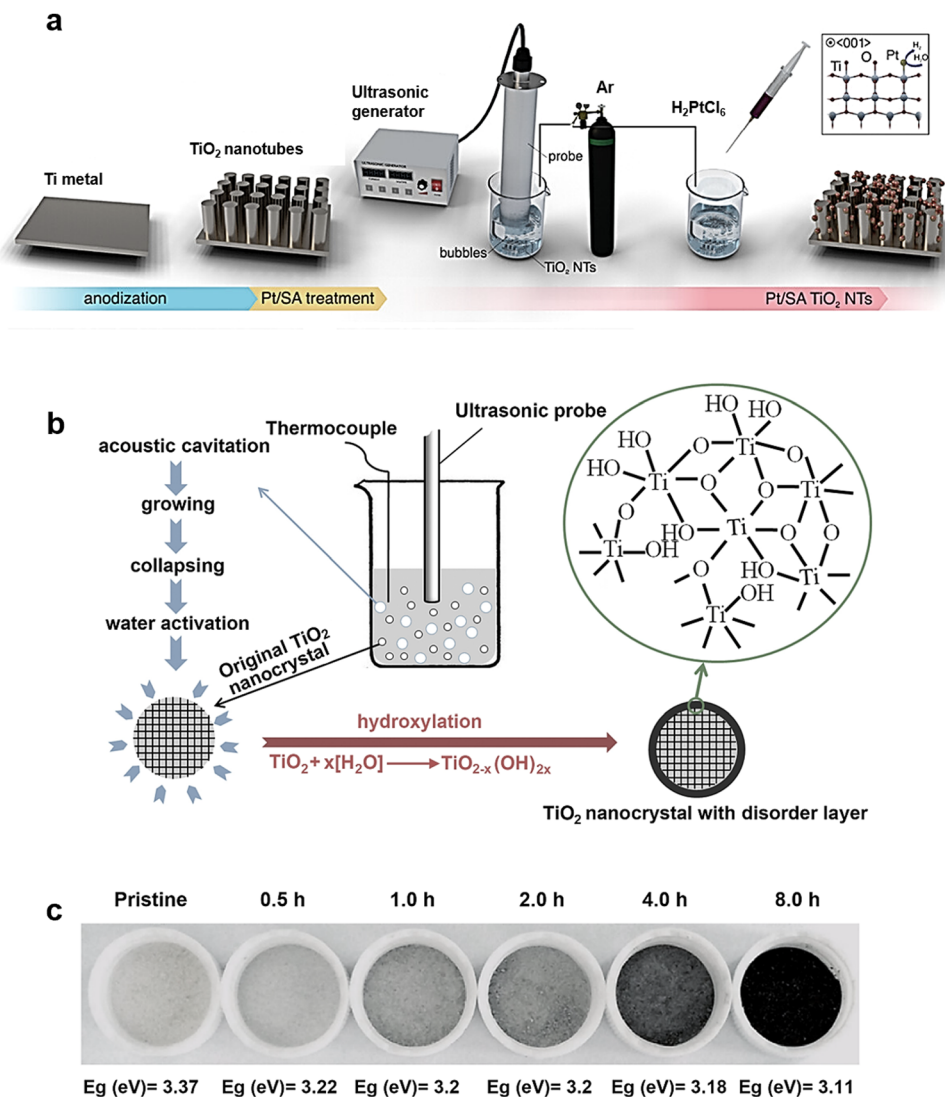 a
Ultrasonic
generator
Ar
H₂PtCl₆
⊙<001>
Ti
O
Pt
H₂
H₂O
TiO₂ nanotubes
Ti metal
ULTRASONIC GENERATOR
probe
bubbles
TiO₂ NTs
anodization
Pt/SA treatment
Pt/SA TiO₂ NTs
b
Thermocouple
Ultrasonic probe
acoustic cavitation
growing
collapsing
water activation
Original TiO₂
nanocrystal
HO
HO
HO
O
Ti
O
HO
Ti
O
O
Ti
O
HO
Ti
O
O
Ti
OH
O
HO
Ti
OH
Ti
hydroxylation
TiO₂ + x[H₂O] ⟶ TiO₂₋ₓ(OH)₂ₓ
TiO₂ nanocrystal with disorder layer
c
Pristine
0.5 h
1.0 h
2.0 h
4.0 h
8.0 h
Eg (eV)= 3.37
Eg (eV)= 3.22
Eg (eV)= 3.2
Eg (eV)= 3.2
Eg (eV)= 3.18
Eg (eV)= 3.11